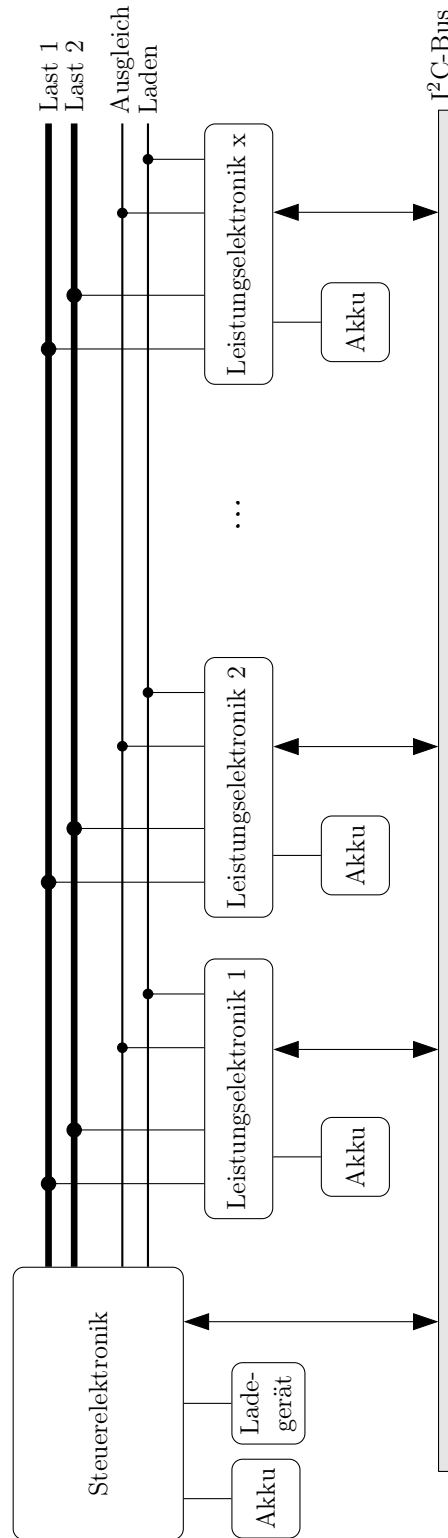 Last 1
Last 2
Ausgleich
Laden
Steuerelektronik
Leistungselektronik 1
Leistungselektronik 2
...
Leistungselektronik x
Akku
Lade-
gerät
Akku
Akku
Akku
I²C-Bus